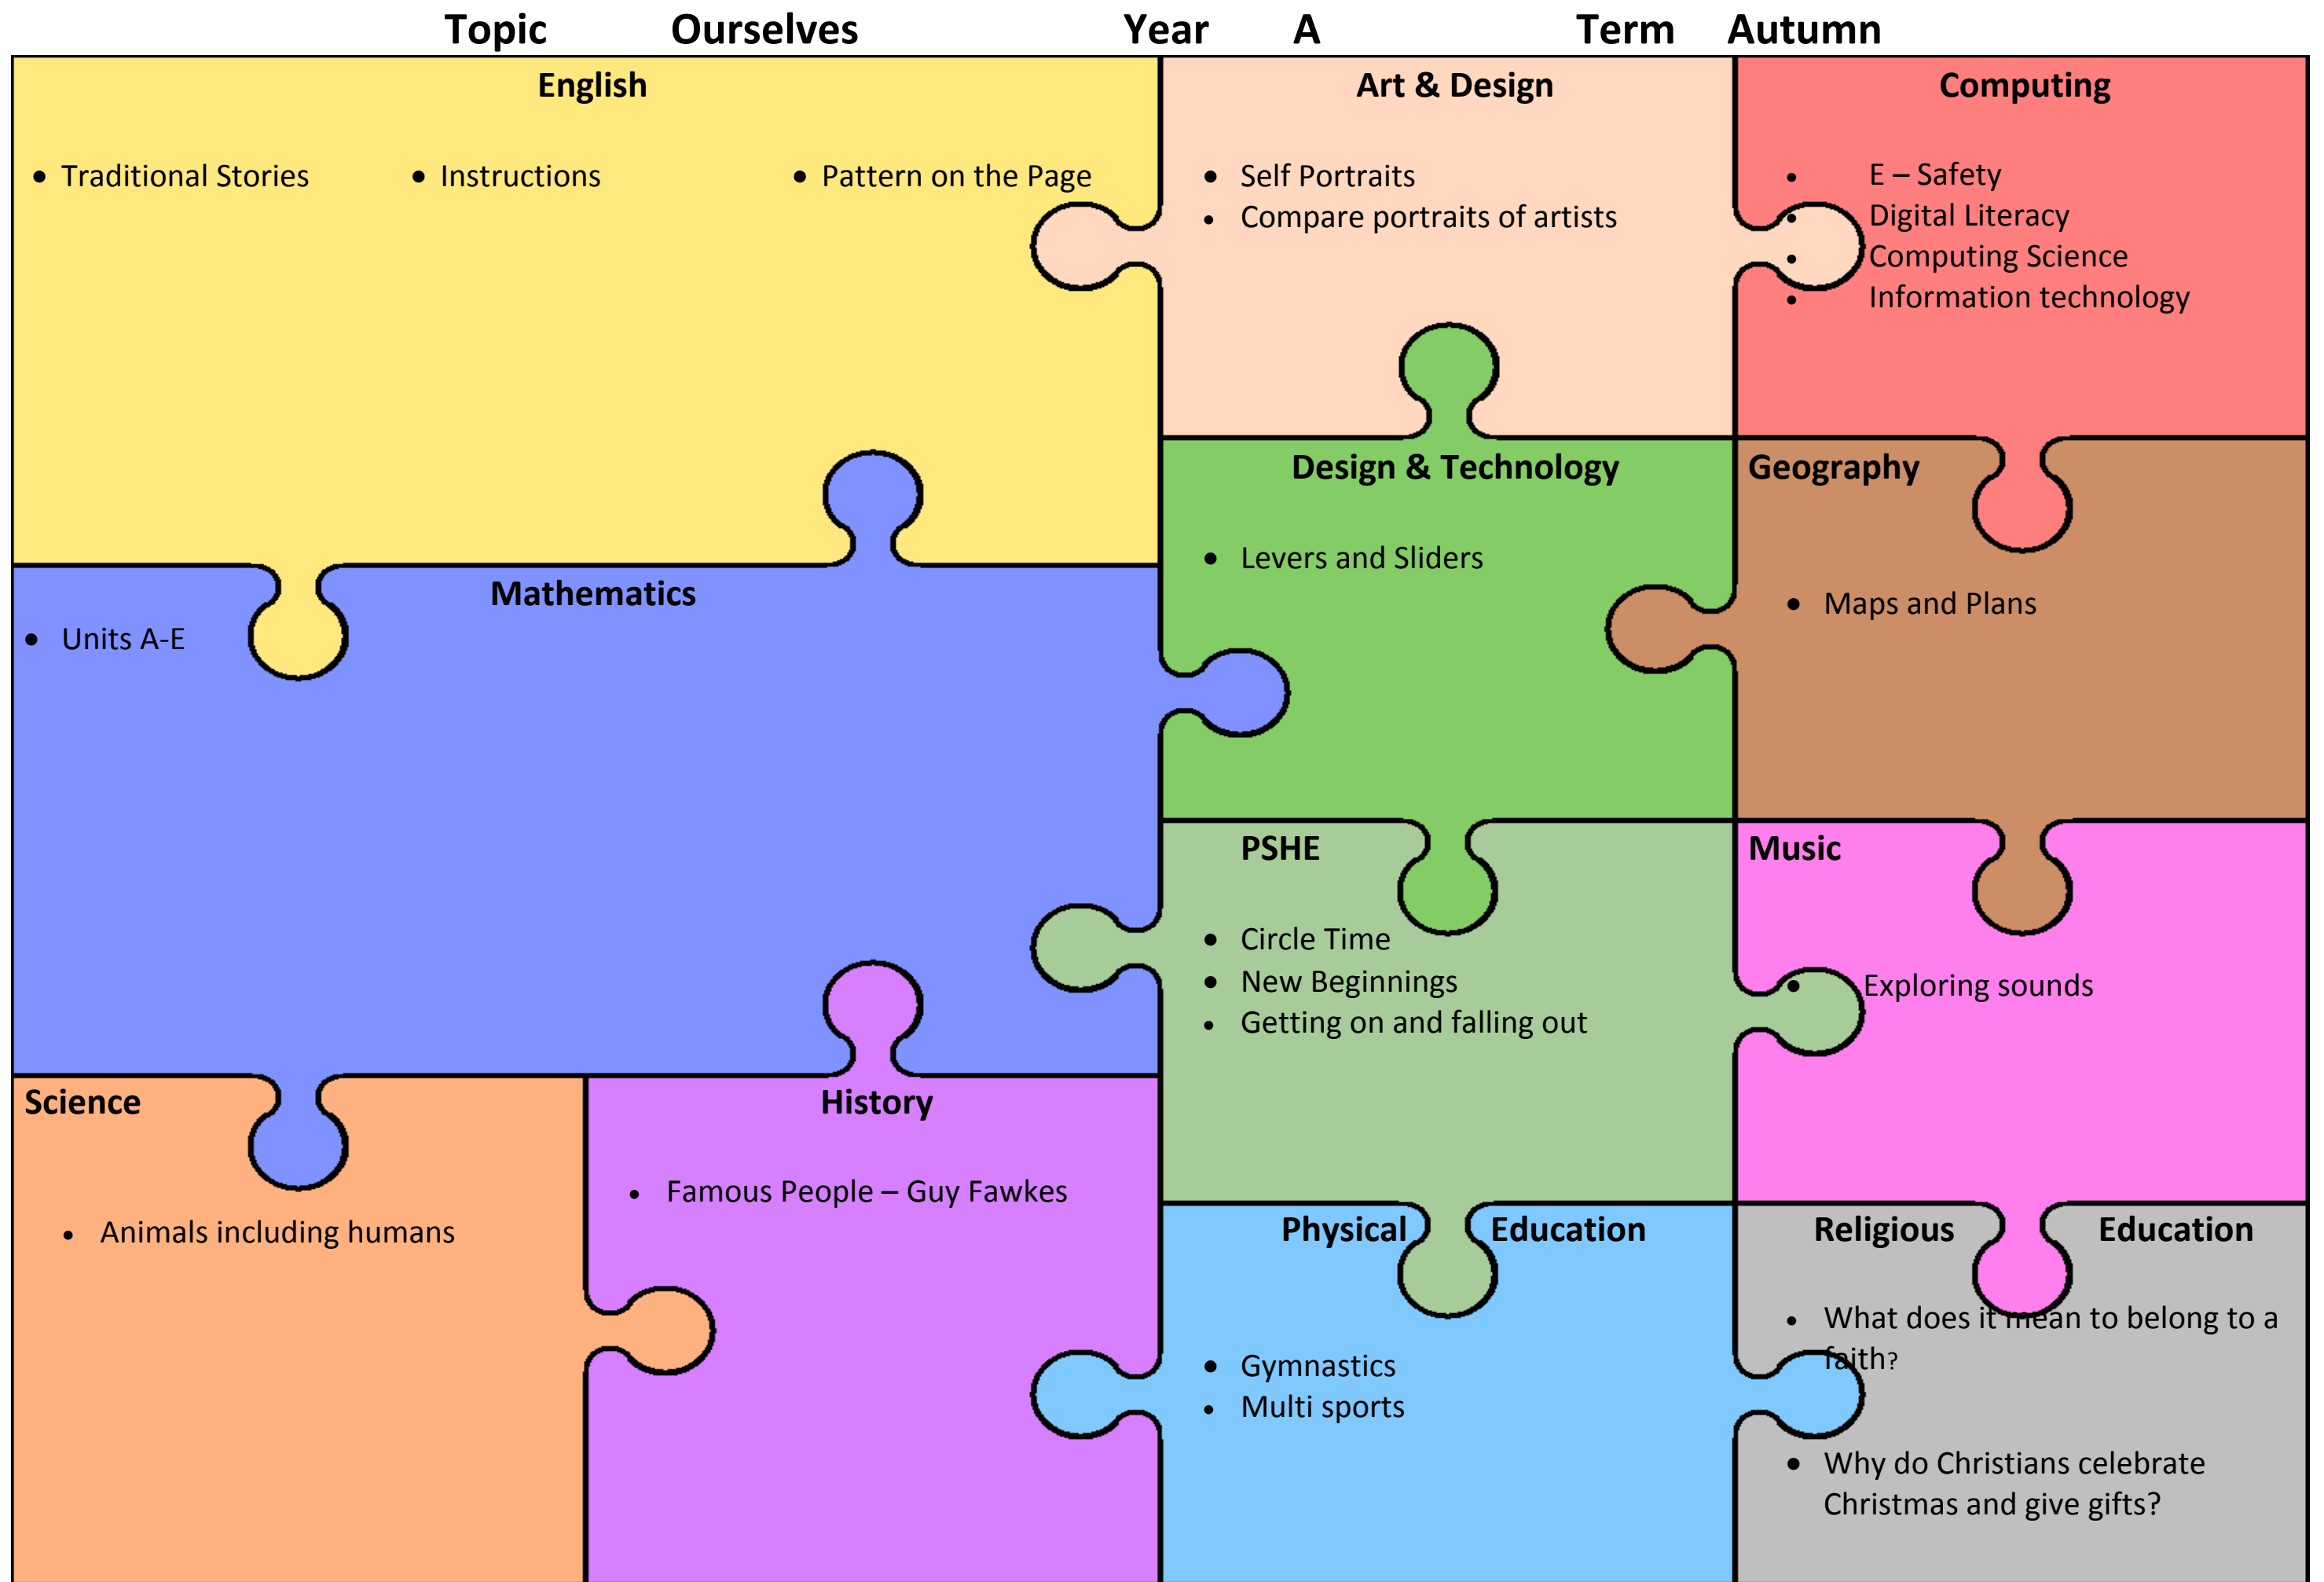 Topic Ourselves Year A Term Autumn
English
• Traditional Stories
• Instructions
• Pattern on the Page
Art & Design
• Self Portraits
• Compare portraits of artists
Computing
• E – Safety
• Digital Literacy
• Computing Science
• Information technology
Mathematics
• Units A-E
Design & Technology
• Levers and Sliders
Geography
• Maps and Plans
PSHE
• Circle Time
• New Beginnings
• Getting on and falling out
Music
• Exploring sounds
Science
• Animals including humans
History
• Famous People – Guy Fawkes
Physical Education
• Gymnastics
• Multi sports
Religious Education
• What does it mean to belong to a
faith?
• Why do Christians celebrate
Christmas and give gifts?